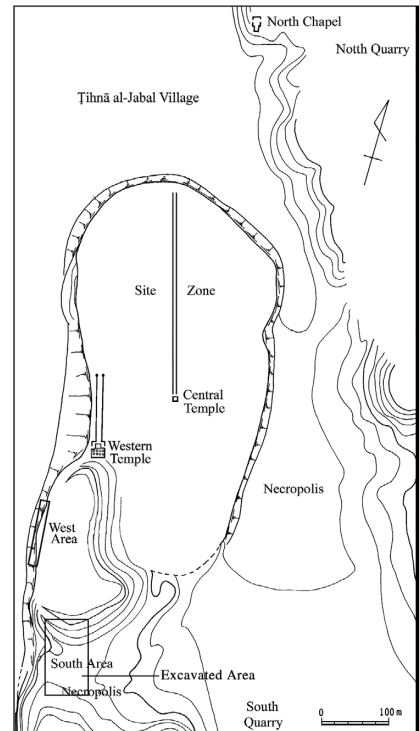 North Chapel
Notth Quarry
Ṭihnā al-Jabal Village
Site Zone
Central
Temple
Western
Temple
Necropolis
West
Area
South Area
Excavated Area
Necropolis
South
Quarry
0 100 m